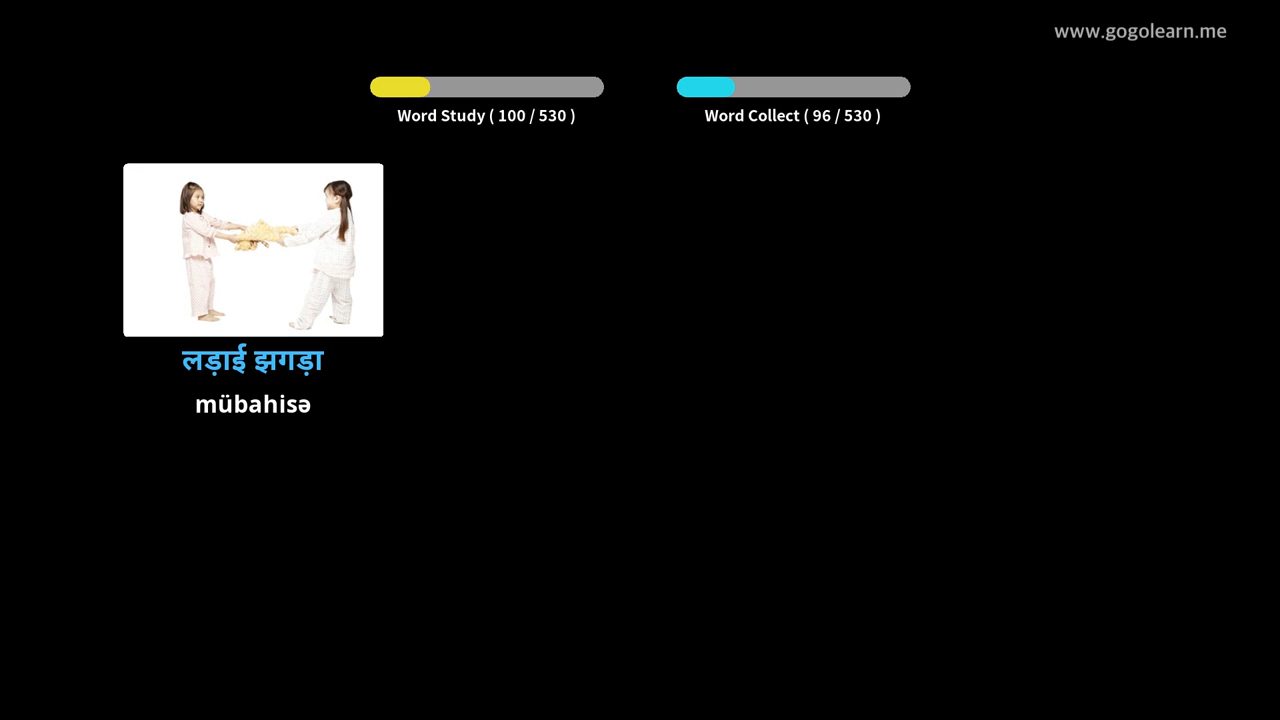 www.gogolearn.me
Word Study ( 100 / 530 )
Word Collect ( 96 / 530 )
लड़ाई झगड़ा
mübahisə